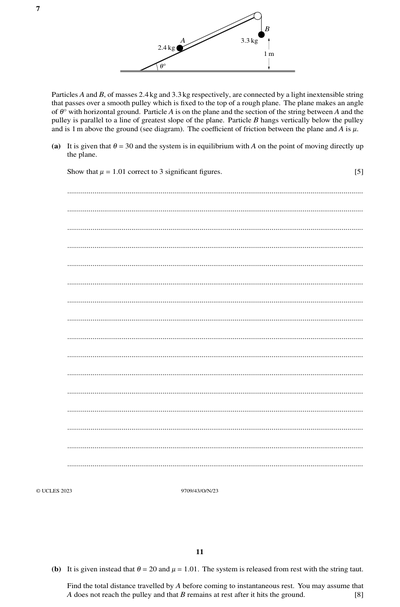 7
A
B
2.4 kg
3.3 kg
1 m
θ°
Particles A and B, of masses 2.4 kg and 3.3 kg respectively, are connected by a light inextensible string
that passes over a smooth pulley which is fixed to the top of a rough plane. The plane makes an angle
of θ° with horizontal ground. Particle A is on the plane and the section of the string between A and the
pulley is parallel to a line of greatest slope of the plane. Particle B hangs vertically below the pulley
and is 1 m above the ground (see diagram). The coefficient of friction between the plane and A is μ.
(a) It is given that θ = 30 and the system is in equilibrium with A on the point of moving directly up
the plane.
Show that μ = 1.01 correct to 3 significant figures. [5]
© UCLES 2023 9709/43/O/N/23
11
(b) It is given instead that θ = 20 and μ = 1.01. The system is released from rest with the string taut.
Find the total distance travelled by A before coming to instantaneous rest. You may assume that
A does not reach the pulley and that B remains at rest after it hits the ground. [8]